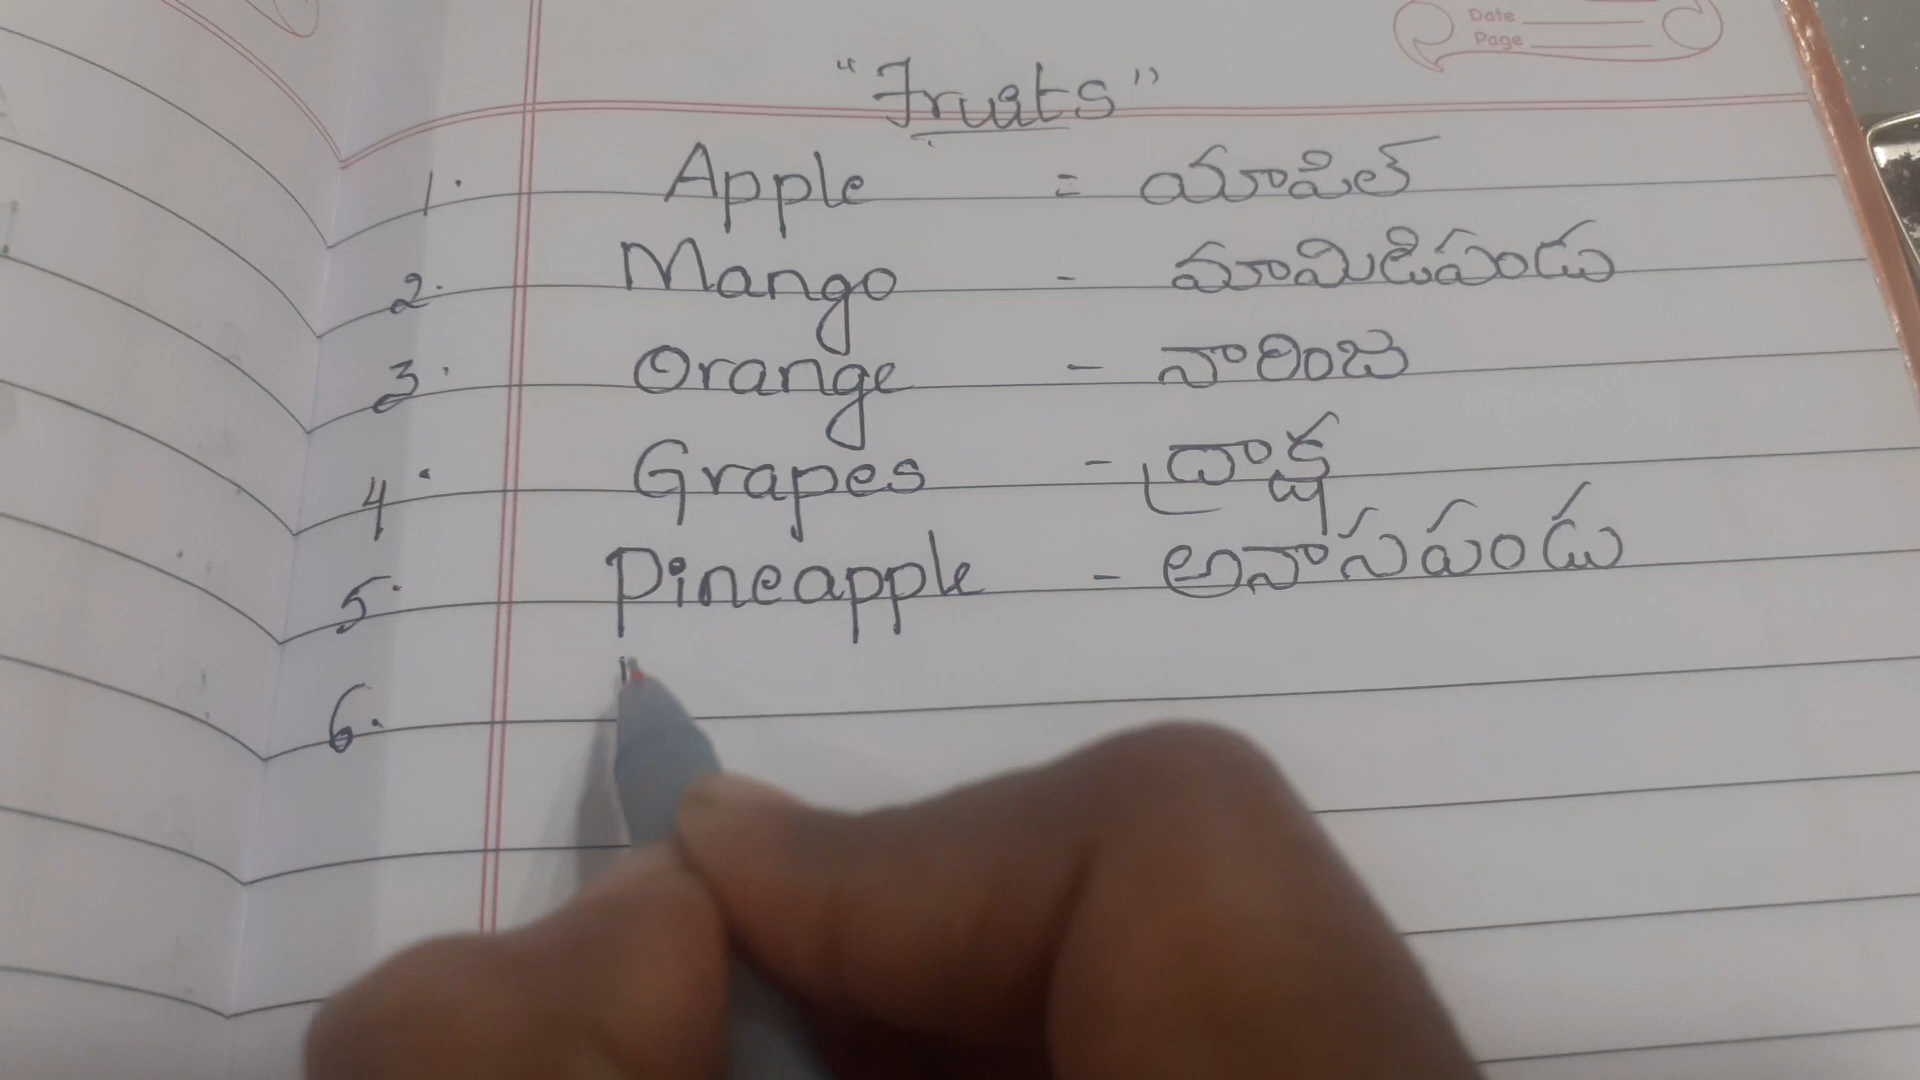 Date
Page
"Fruits"
1. Apple = యాపిల్
2. Mango - మామిడిపండు
3. Orange - నారింజ
4. Grapes - ద్రాక్ష
5. Pineapple - అనాసపండు
6.